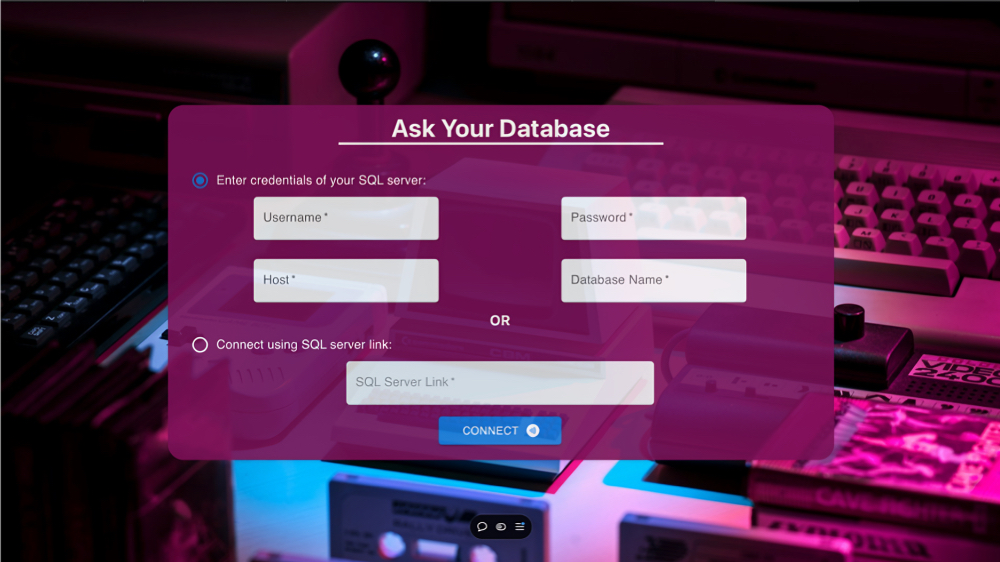 Ask Your Database
Enter credentials of your SQL server:
Username *
Password *
Host *
Database Name *
OR
Connect using SQL server link:
SQL Server Link *
CONNECT